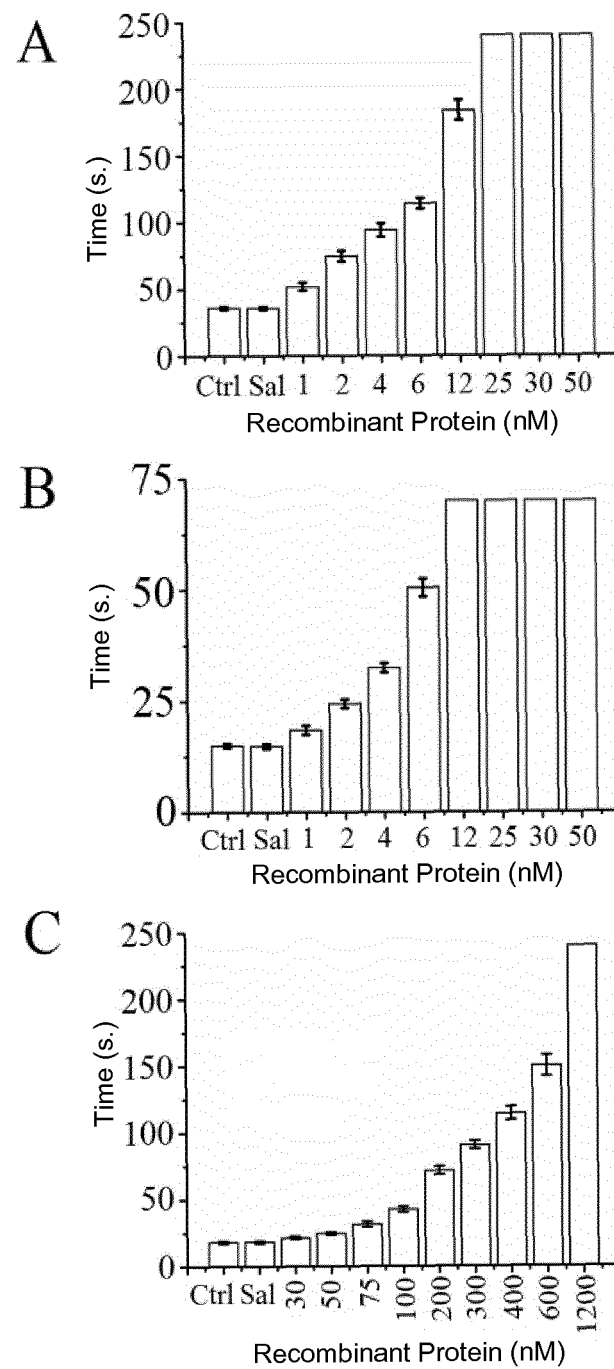 A
250
200
150
100
50
0
Time (s.)
Ctrl Sal 1 2 4 6 12 25 30 50
Recombinant Protein (nM)
B
75
50
25
0
Time (s.)
Ctrl Sal 1 2 4 6 12 25 30 50
Recombinant Protein (nM)
C
250
200
150
100
50
0
Time (s.)
Ctrl Sal 30 50 75 100 200 300 400 600 1200
Recombinant Protein (nM)